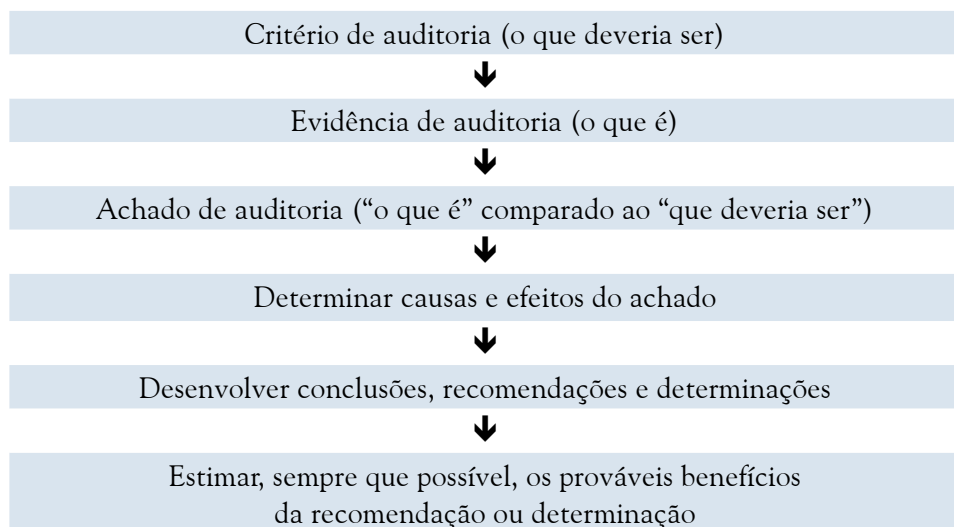 Critério de auditoria (o que deveria ser)
Evidência de auditoria (o que é)
Achado de auditoria (“o que é” comparado ao “que deveria ser”)
Determinar causas e efeitos do achado
Desenvolver conclusões, recomendações e determinações
Estimar, sempre que possível, os prováveis benefícios
da recomendação ou determinação